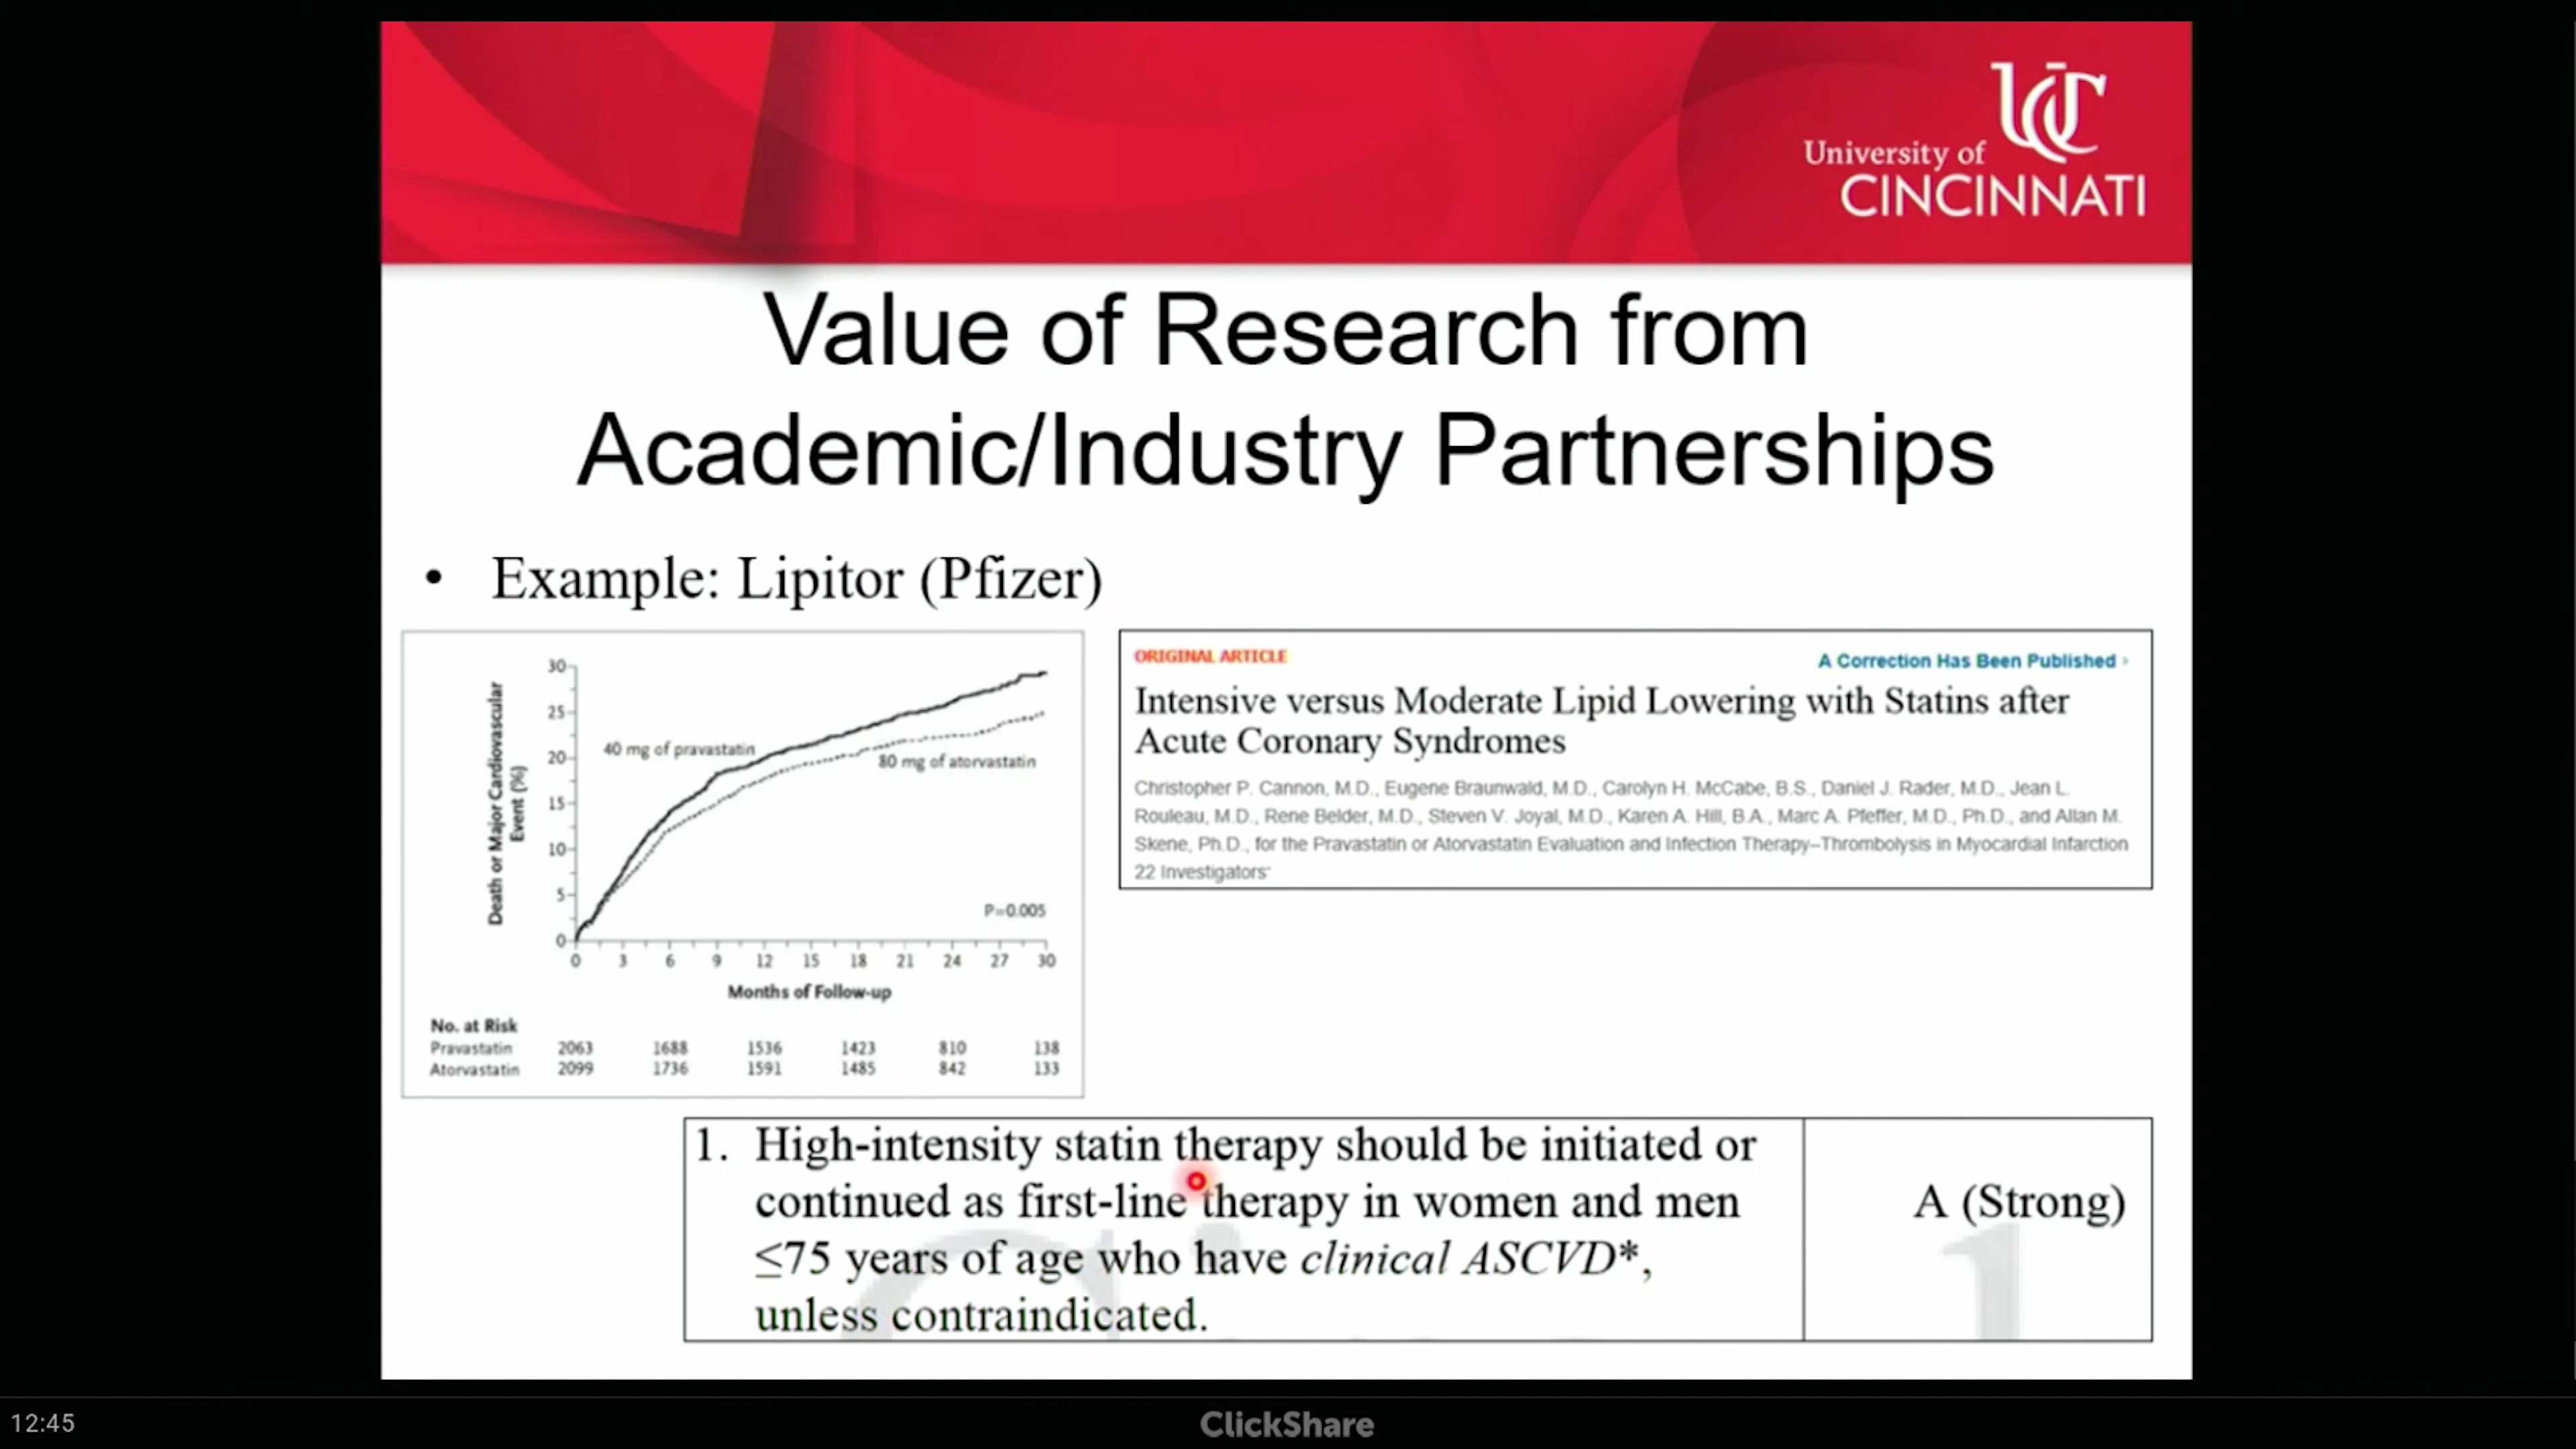 UC
University of
CINCINNATI
Value of Research from
Academic/Industry Partnerships
• Example: Lipitor (Pfizer)
Death or Major Cardiovascular
Event (%)
30
25
20
15
10
5
0
40 mg of pravastatin
80 mg of atorvastatin
P=0.005
0 3 6 9 12 15 18 21 24 27 30
Months of Follow-up
No. at Risk
Pravastatin 2063 1688 1536 1423 810 138
Atorvastatin 2099 1736 1591 1485 842 133
ORIGINAL ARTICLE
A Correction Has Been Published
Intensive versus Moderate Lipid Lowering with Statins after
Acute Coronary Syndromes
Christopher P. Cannon, M.D., Eugene Braunwald, M.D., Carolyn H. McCabe, B.S., Daniel J. Rader, M.D., Jean L.
Rouleau, M.D., Rene Belder, M.D., Steven V. Joyal, M.D., Karen A. Hill, B.A., Marc A. Pfeffer, M.D., Ph.D., and Allan M.
Skene, Ph.D., for the Pravastatin or Atorvastatin Evaluation and Infection Therapy–Thrombolysis in Myocardial Infarction
22 Investigators*
1. High-intensity statin therapy should be initiated or
continued as first-line therapy in women and men
≤75 years of age who have clinical ASCVD*,
unless contraindicated.
A (Strong)
12:45
ClickShare